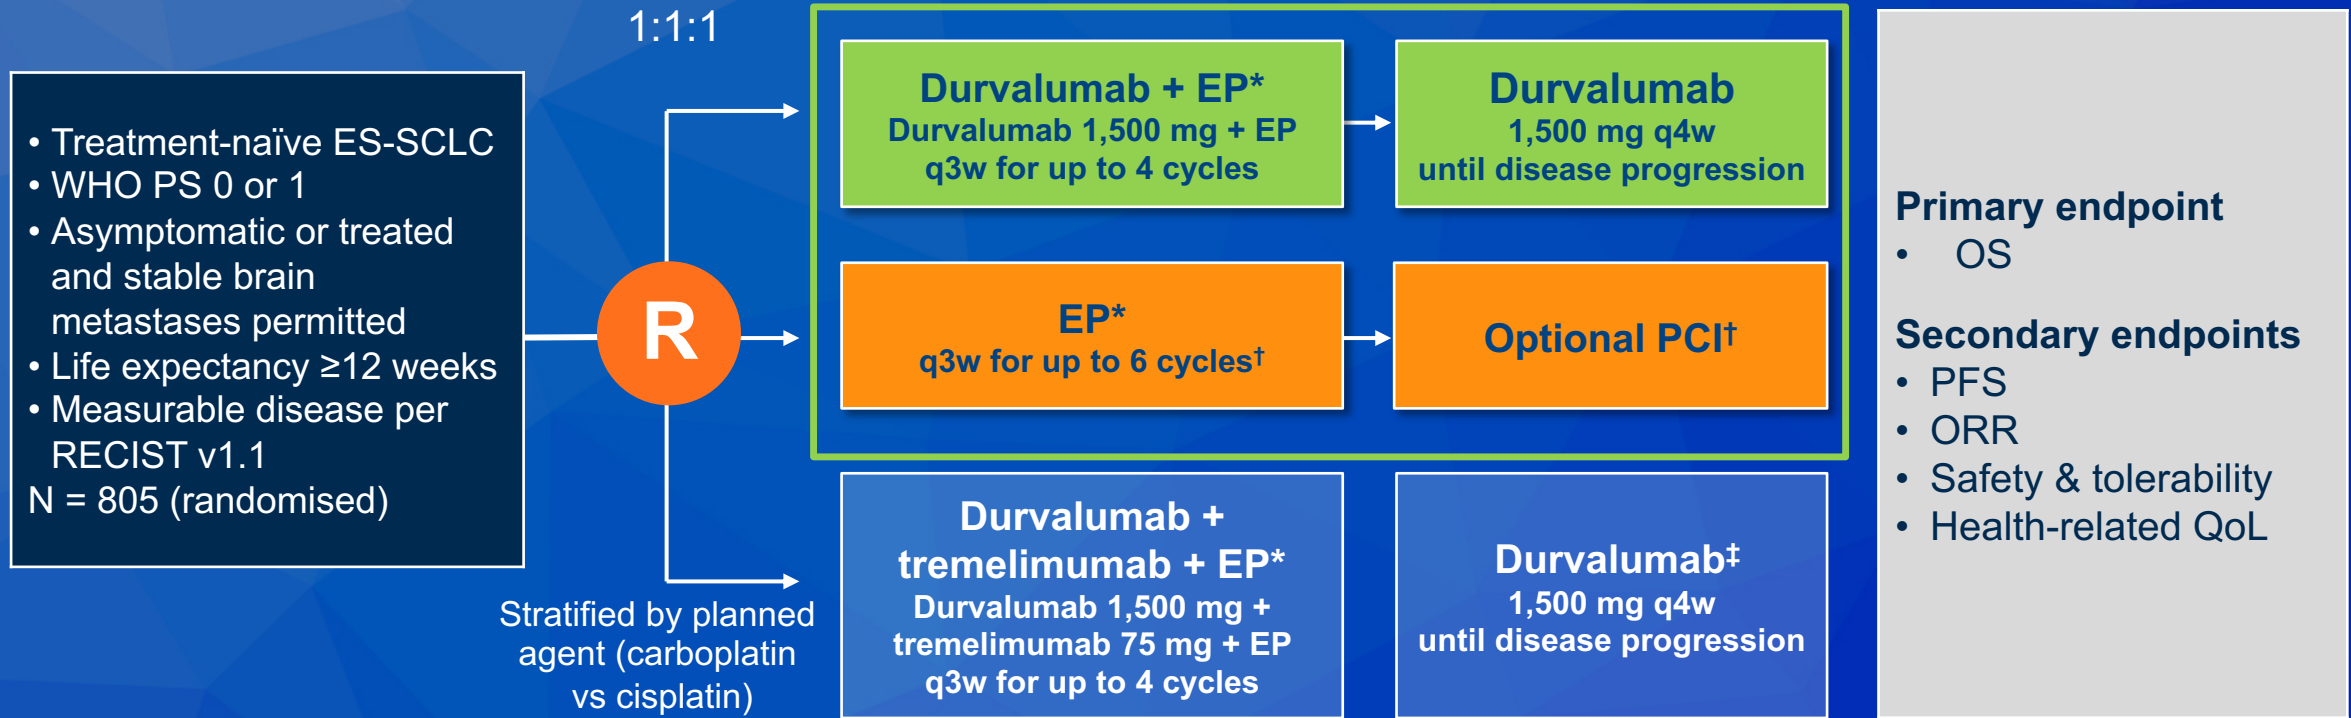 1:1:1
• Treatment-naïve ES-SCLC
• WHO PS 0 or 1
• Asymptomatic or treated
and stable brain
metastases permitted
• Life expectancy ≥12 weeks
• Measurable disease per
RECIST v1.1
N = 805 (randomised)
R
Stratified by planned
agent (carboplatin
vs cisplatin)
Durvalumab + EP*
Durvalumab 1,500 mg + EP
q3w for up to 4 cycles
Durvalumab
1,500 mg q4w
until disease progression
EP*
q3w for up to 6 cycles†
Optional PCI†
Durvalumab +
tremelimumab + EP*
Durvalumab 1,500 mg +
tremelimumab 75 mg + EP
q3w for up to 4 cycles
Durvalumab‡
1,500 mg q4w
until disease progression
Primary endpoint
• OS
Secondary endpoints
• PFS
• ORR
• Safety & tolerability
• Health-related QoL